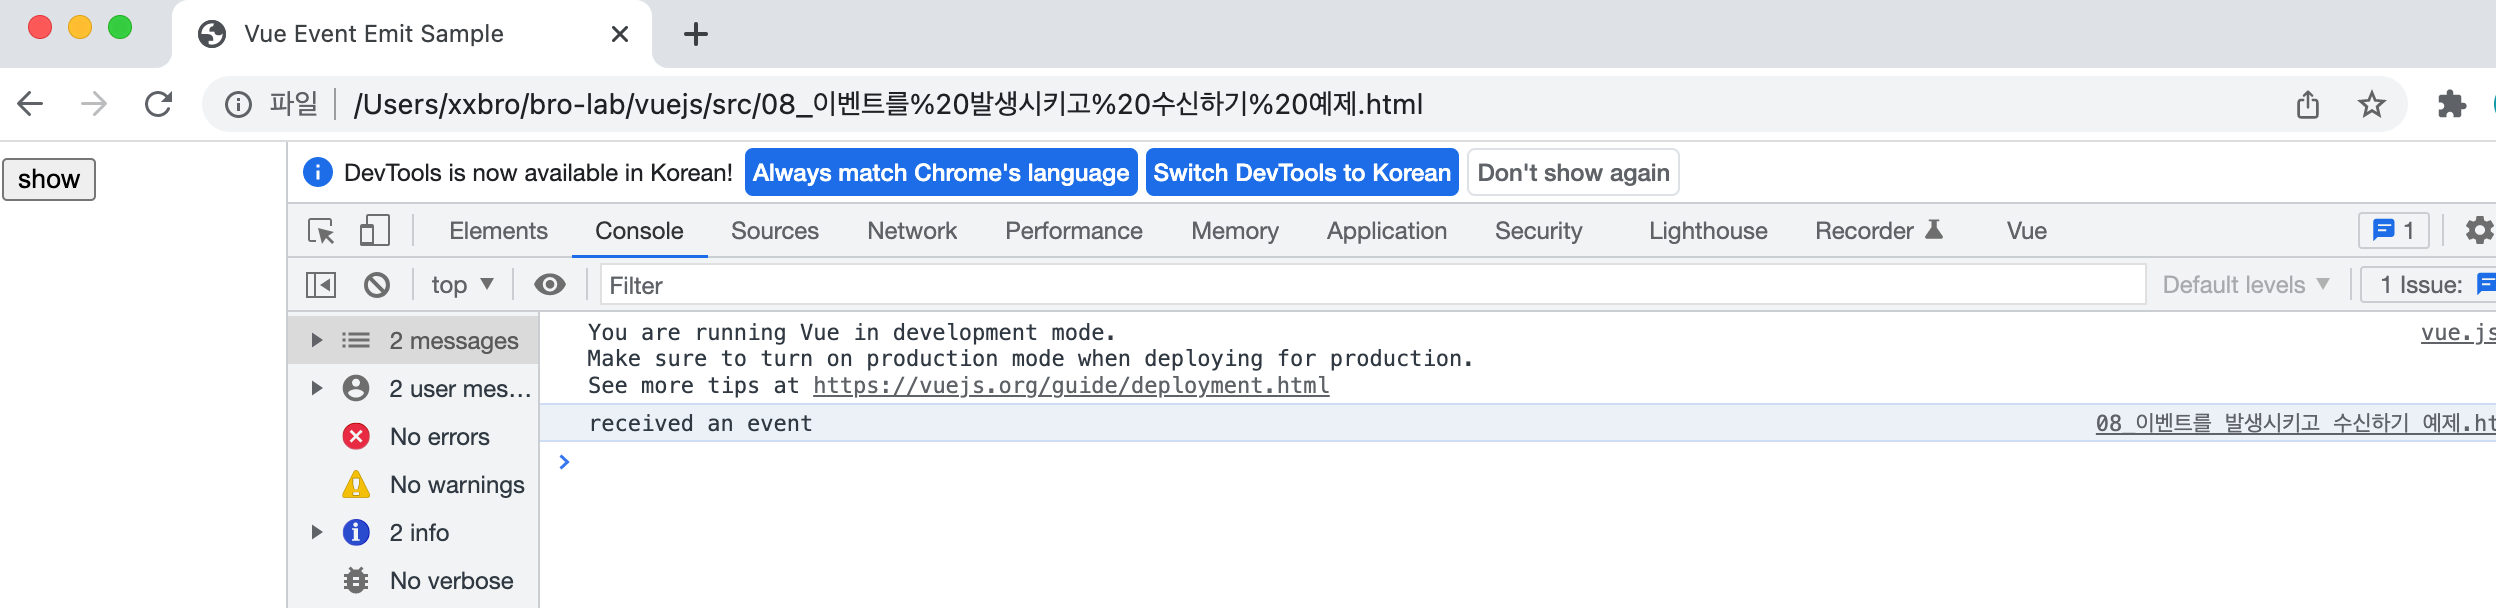 Vue Event Emit Sample
파일 /Users/xxbro/bro-lab/vuejs/src/08_이벤트를%20발생시키고%20수신하기%20예제.html
show
DevTools is now available in Korean! Always match Chrome's language Switch DevTools to Korean Don't show again
Elements Console Sources Network Performance Memory Application Security Lighthouse Recorder Vue 1
top Filter Default levels 1 Issue:
2 messages
2 user mes...
No errors
No warnings
2 info
No verbose
You are running Vue in development mode. vue.js
Make sure to turn on production mode when deploying for production.
See more tips at https://vuejs.org/guide/deployment.html
received an event 08_이벤트를 발생시키고 수신하기 예제.ht